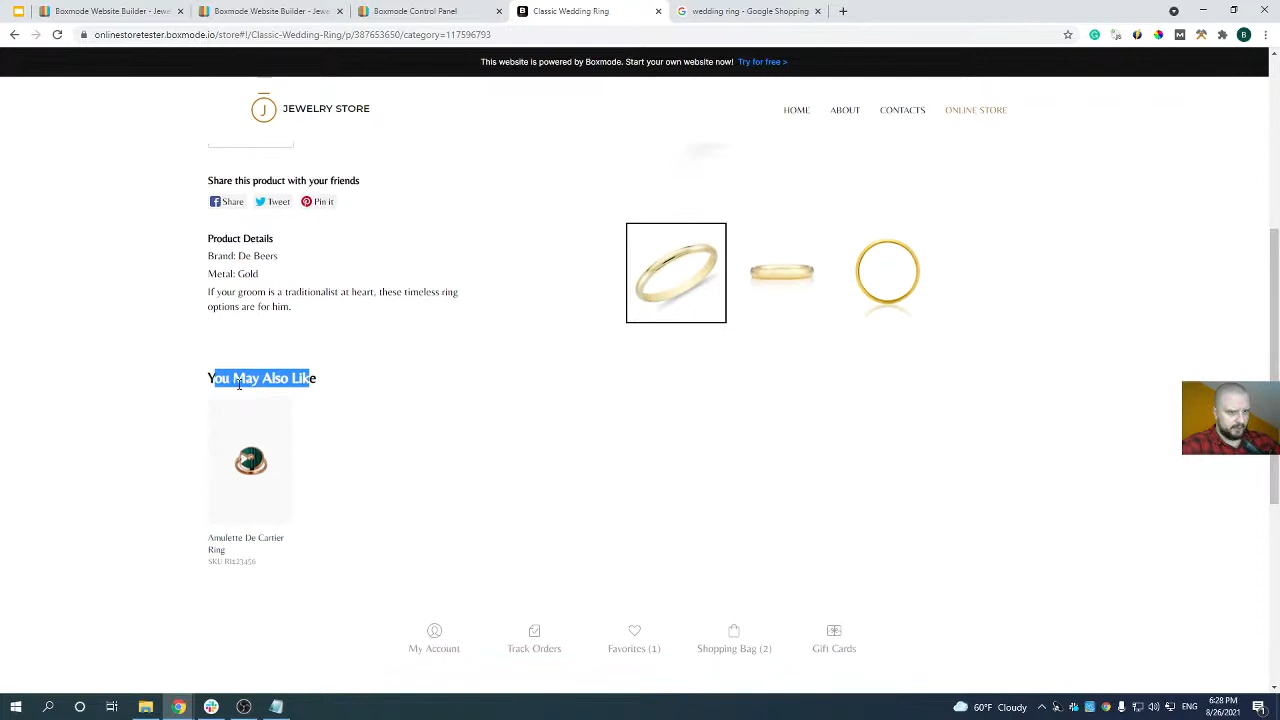 Boxmode Website Builder - Jewe
Website Builder - Boxmode - Jew
Boxmode Control Panel
Classic Wedding Ring
wedding ring - Google Shopping
onlinestoretester.boxmode.io/store#!/Classic-Wedding-Ring/p/387653650/category=117596793
This website is powered by Boxmode. Start your own website now! Try for free >
J JEWELRY STORE
HOME ABOUT CONTACTS ONLINE STORE
Share this product with your friends
Share Tweet Pin it
Product Details
Brand: De Beers
Metal: Gold
If your groom is a traditionalist at heart, these timeless ring
options are for him.
You May Also Like
Amulette De Cartier
Ring
SKU RI123456
My Account Track Orders Favorites (1) Shopping Bag (2) Gift Cards
60°F Cloudy
ENG
6:28 PM
8/26/2021